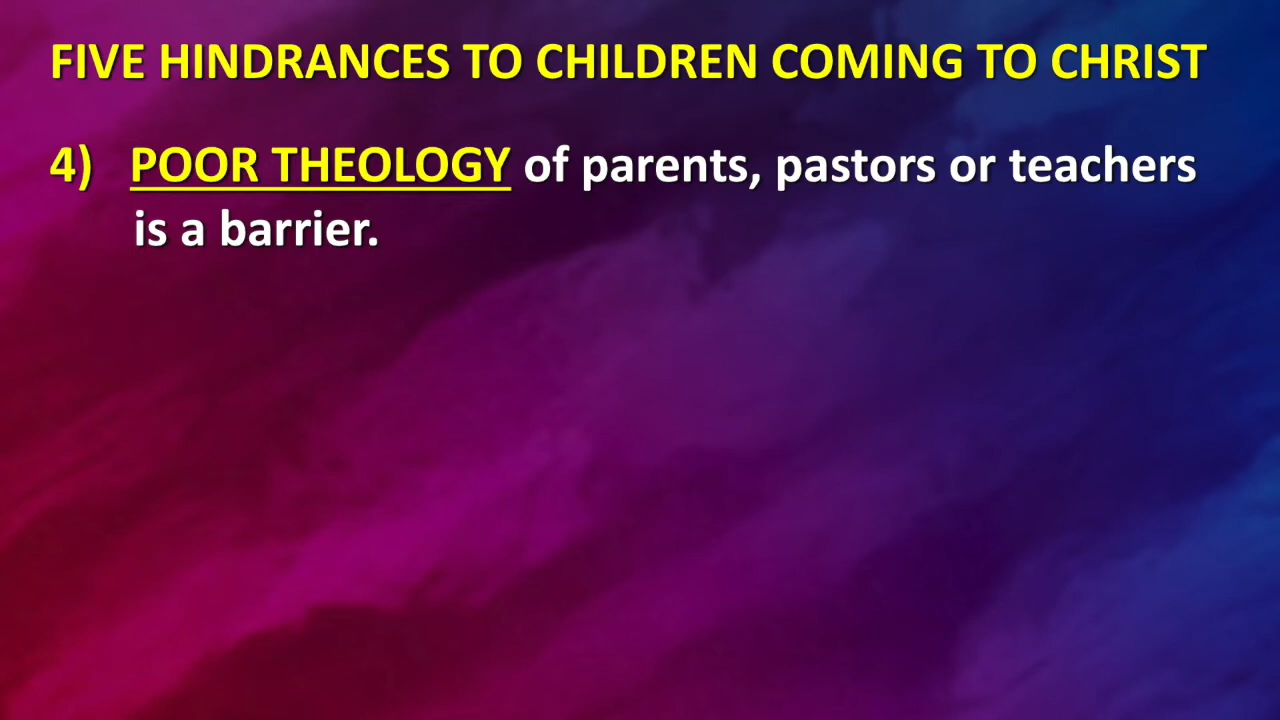 FIVE HINDRANCES TO CHILDREN COMING TO CHRIST
4) POOR THEOLOGY of parents, pastors or teachers
is a barrier.